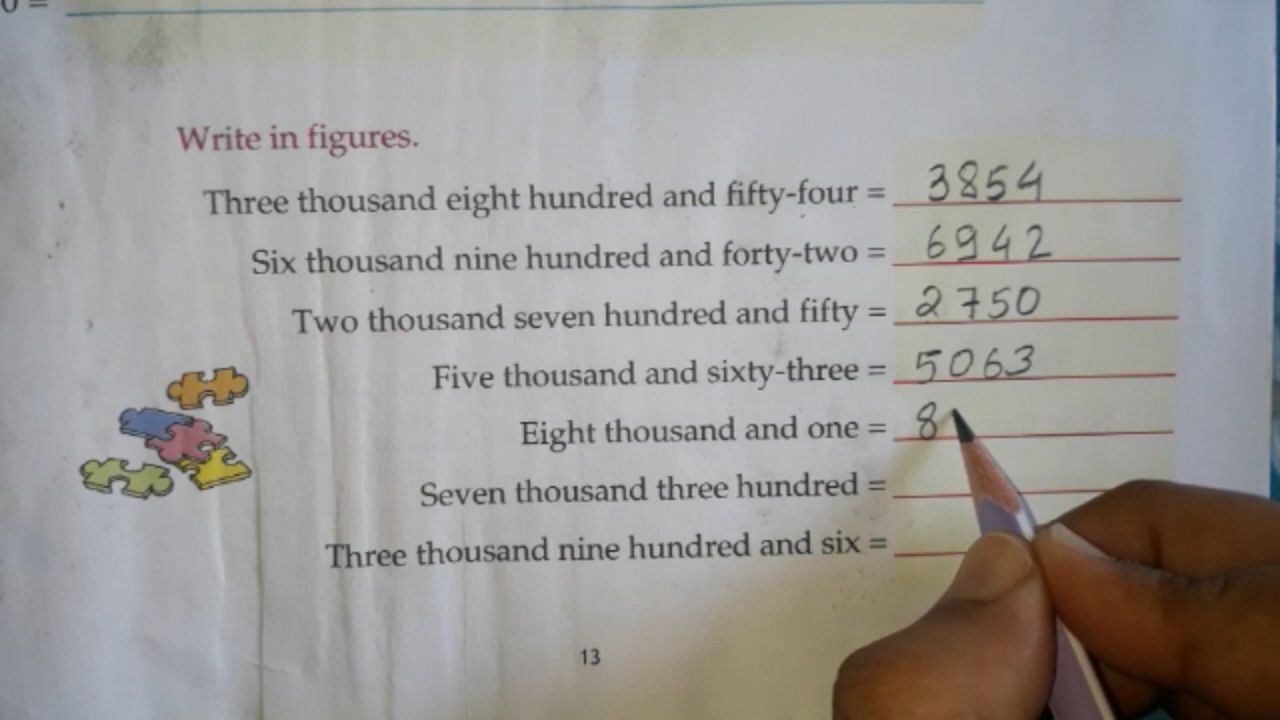 Write in figures.
Three thousand eight hundred and fifty-four = 3854
Six thousand nine hundred and forty-two = 6942
Two thousand seven hundred and fifty = 2750
Five thousand and sixty-three = 5063
Eight thousand and one = 8
Seven thousand three hundred =
Three thousand nine hundred and six =
13